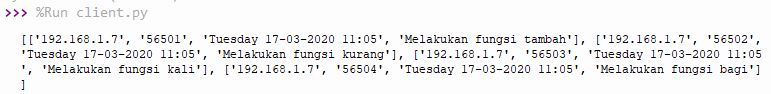 >>> %Run client.py
[['192.168.1.7', '56501', 'Tuesday 17-03-2020 11:05', 'Melakukan fungsi tambah'], ['192.168.1.7', '56502',
'Tuesday 17-03-2020 11:05', 'Melakukan fungsi kurang'], ['192.168.1.7', '56503', 'Tuesday 17-03-2020 11:05
', 'Melakukan fungsi kali'], ['192.168.1.7', '56504', 'Tuesday 17-03-2020 11:05', 'Melakukan fungsi bagi']
]